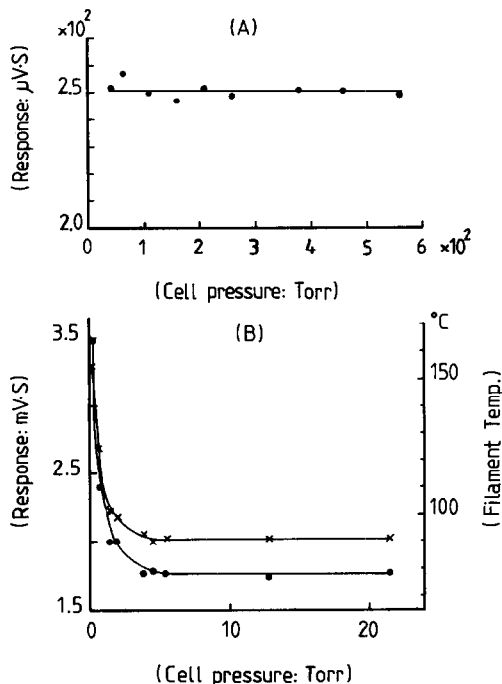 (A)
×10²
2.5
2.0
(Response: µV·S)
0 1 2 3 4 5 6 ×10²
(Cell pressure: Torr)
(B)
3.5
2.5
1.5
(Response: mV·S)
°C
150
100
(Filament Temp.)
0 10 20
(Cell pressure: Torr)